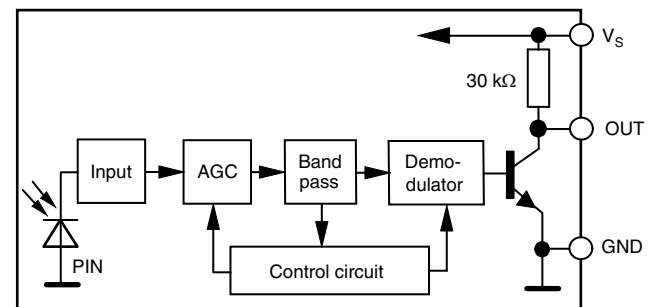 V_S
30 kΩ
OUT
Input
AGC
Band
pass
Demo-
dulator
GND
PIN
Control circuit